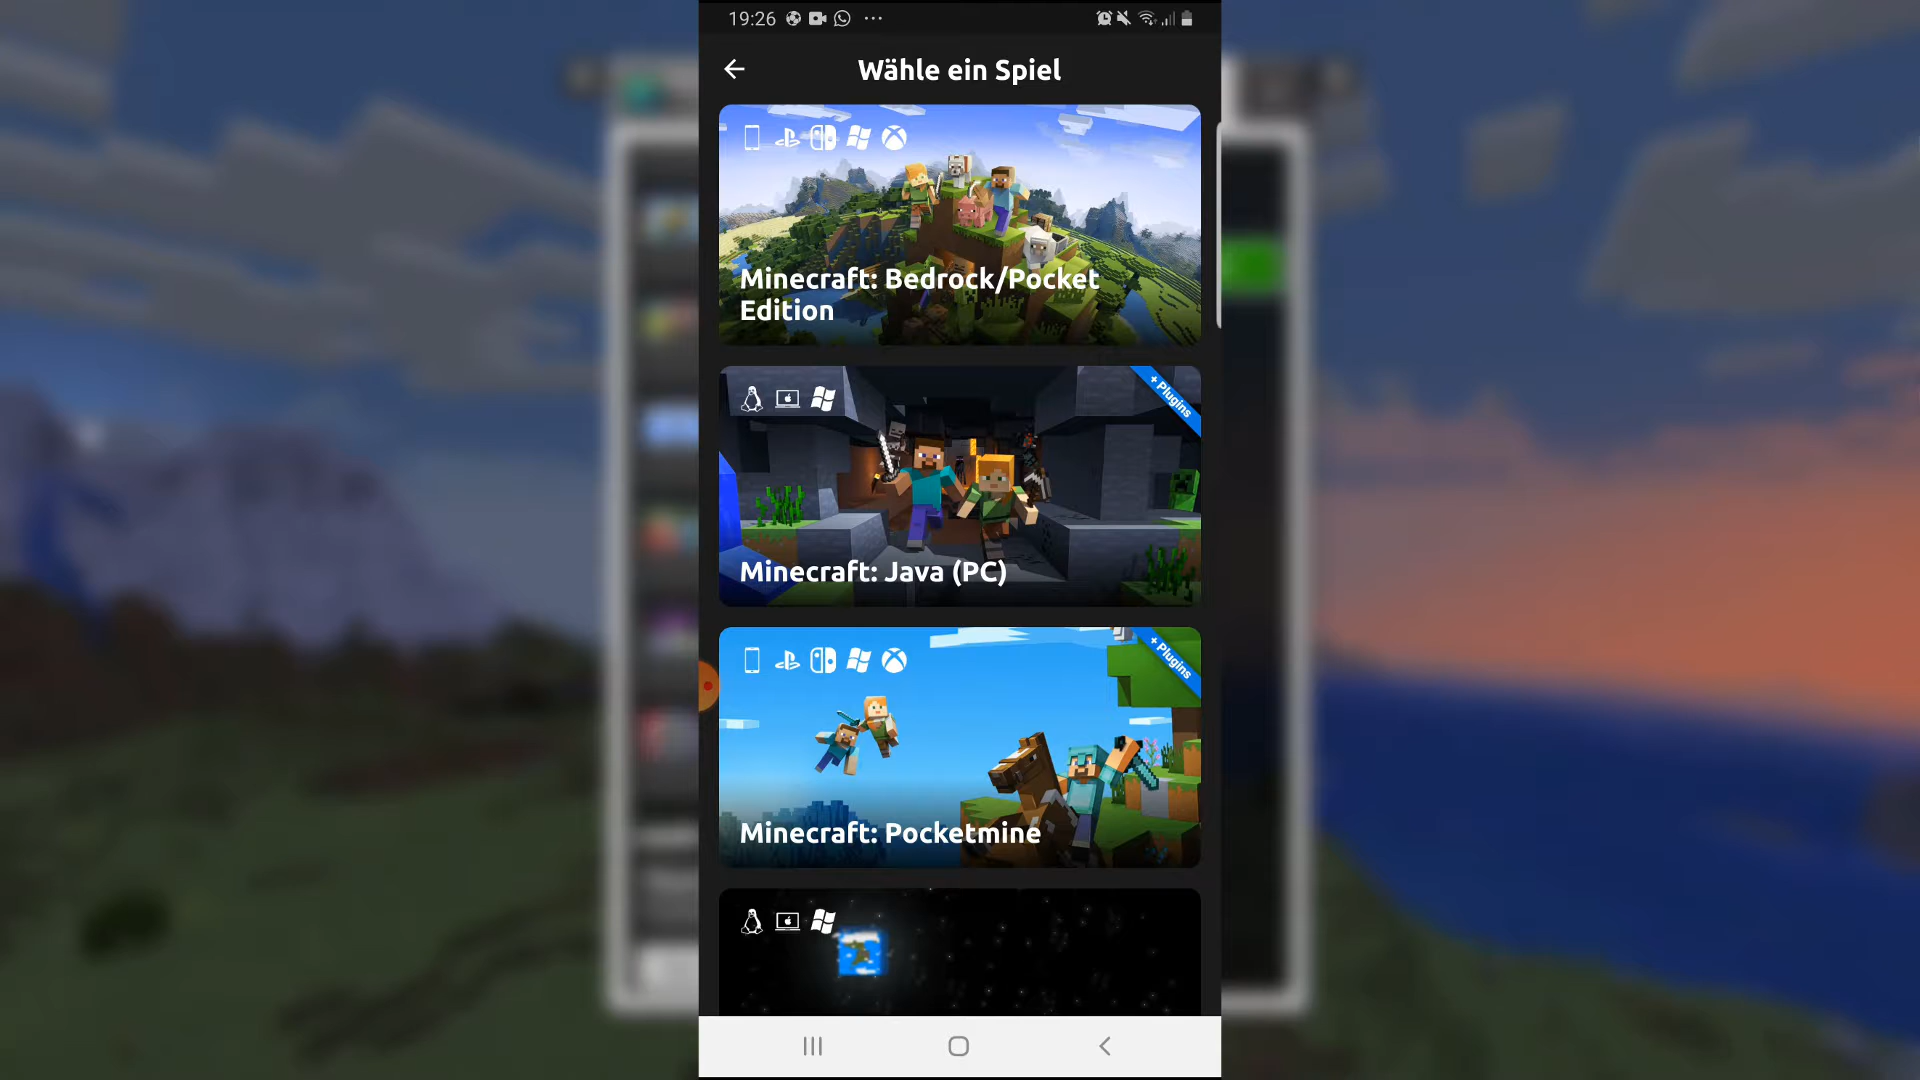 19:26
Wähle ein Spiel
Minecraft: Bedrock/Pocket
Edition
+ Plugins
Minecraft: Java (PC)
+ Plugins
Minecraft: Pocketmine